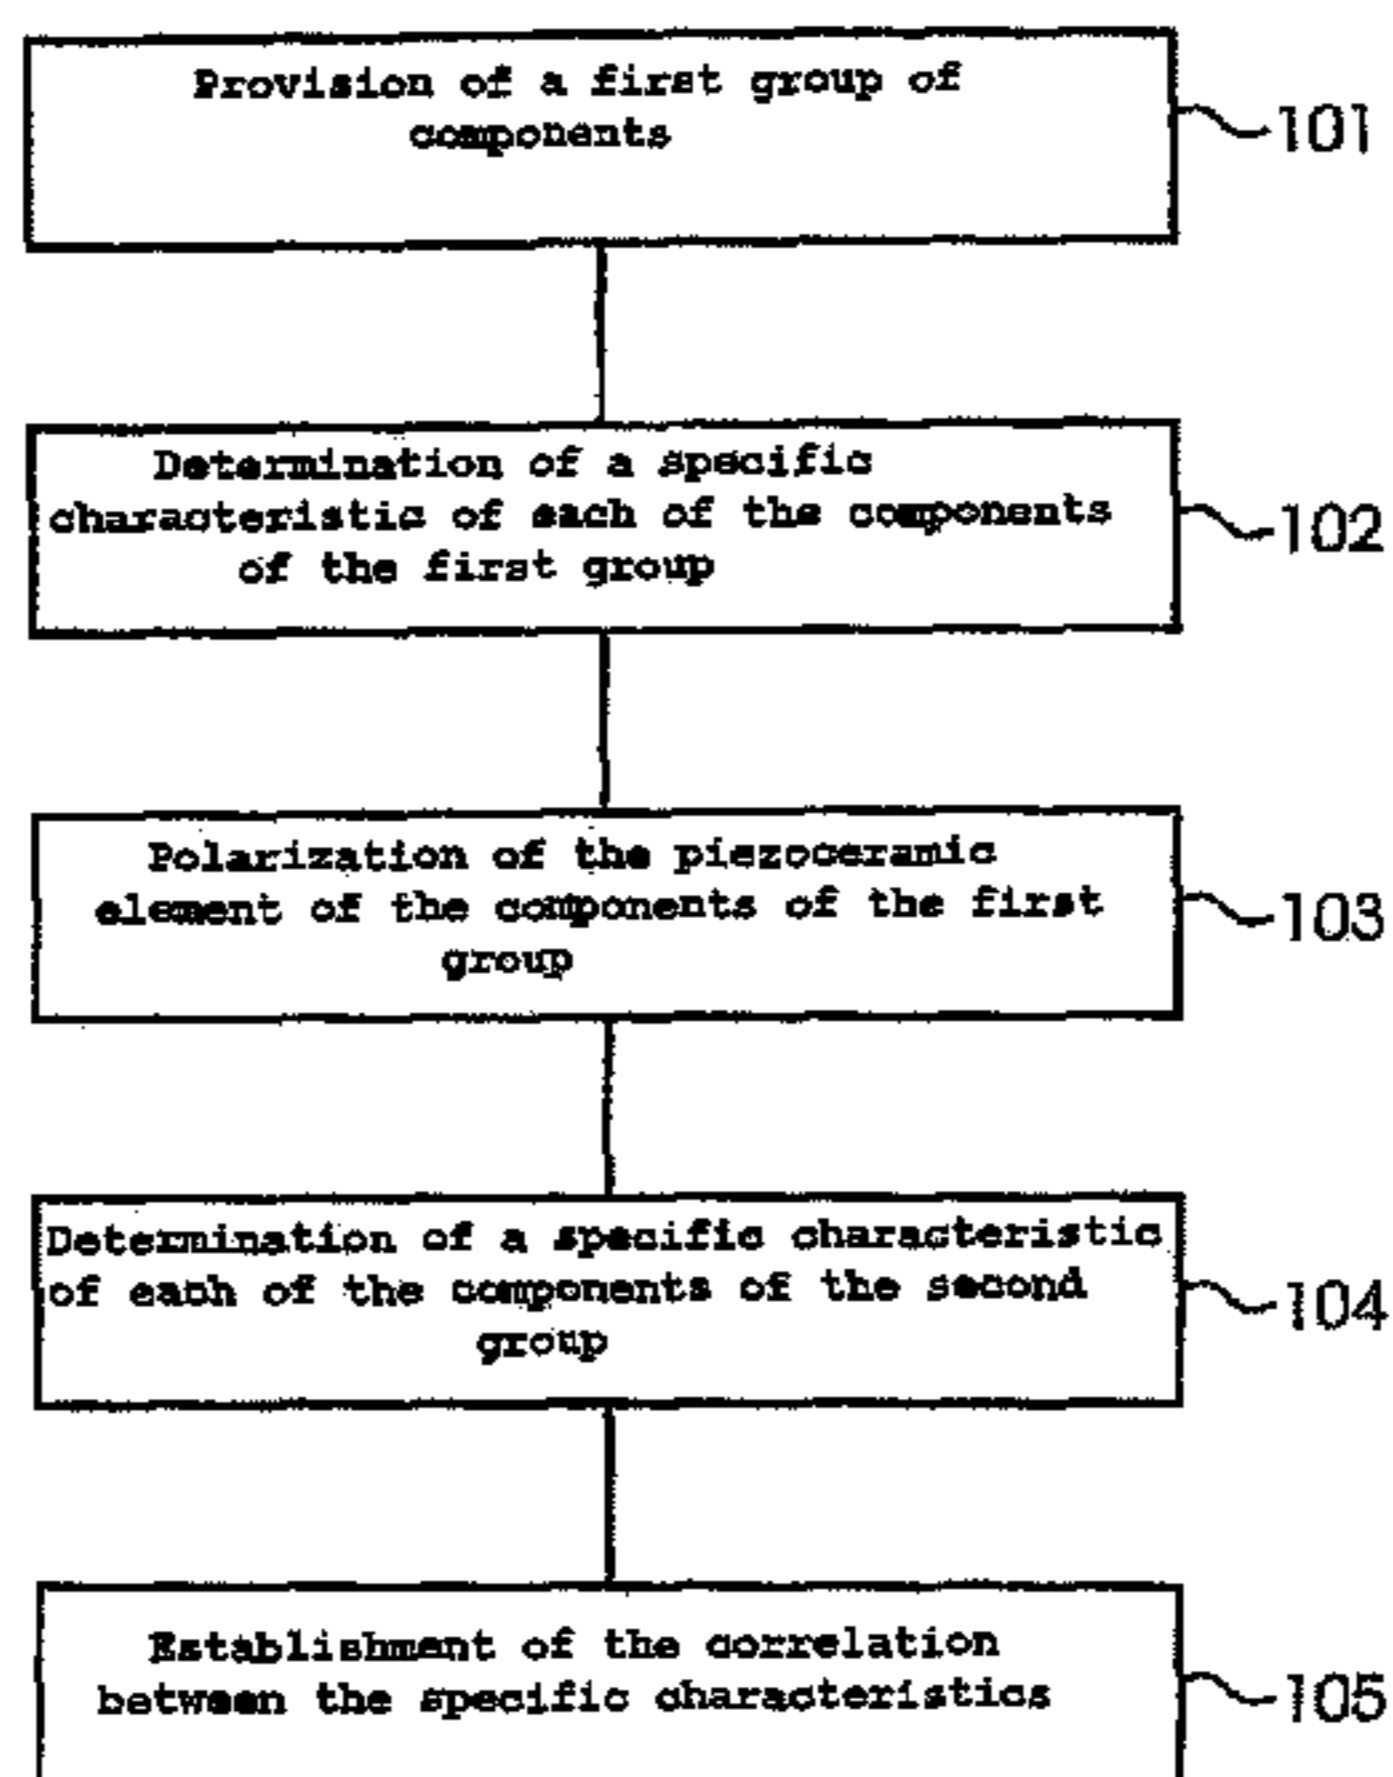 Provision of a first group of
components
101
Determination of a specific
characteristic of each of the components
of the first group
102
Polarization of the piezoceramic
element of the components of the first
group
103
Determination of a specific characteristic
of each of the components of the second
group
104
Establishment of the correlation
between the specific characteristics
105